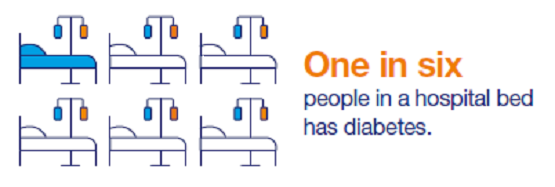 One in six
people in a hospital bed
has diabetes.